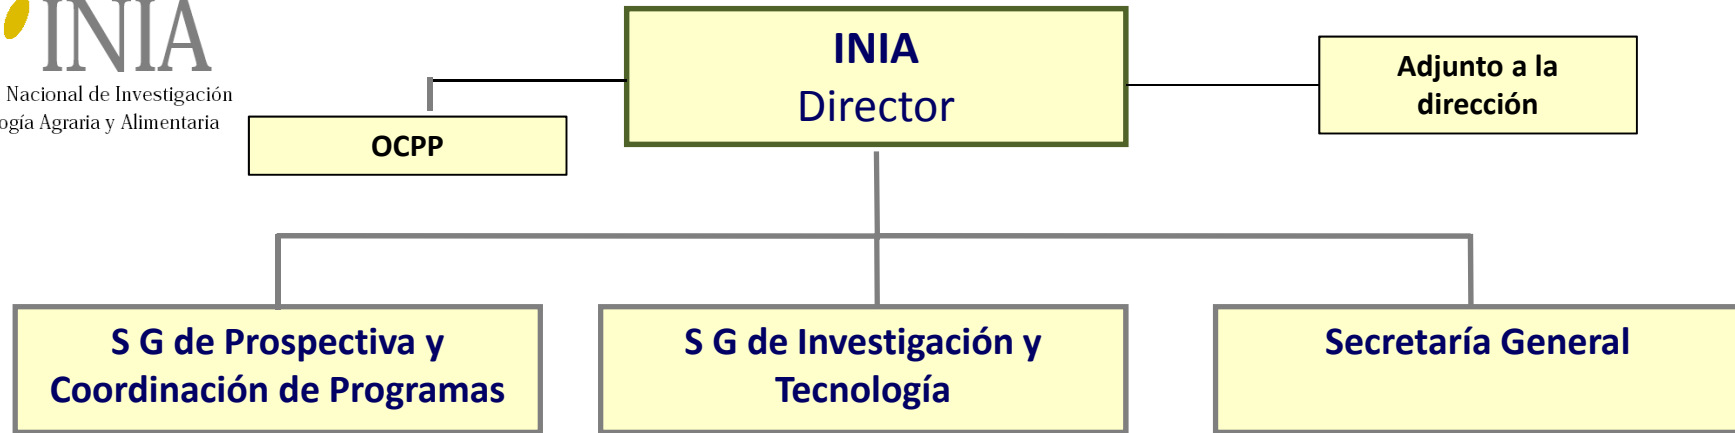 INIA
Nacional de Investigación
ogía Agraria y Alimentaria
INIA
Director
Adjunto a la
dirección
OCPP
S G de Prospectiva y
Coordinación de Programas
S G de Investigación y
Tecnología
Secretaría General